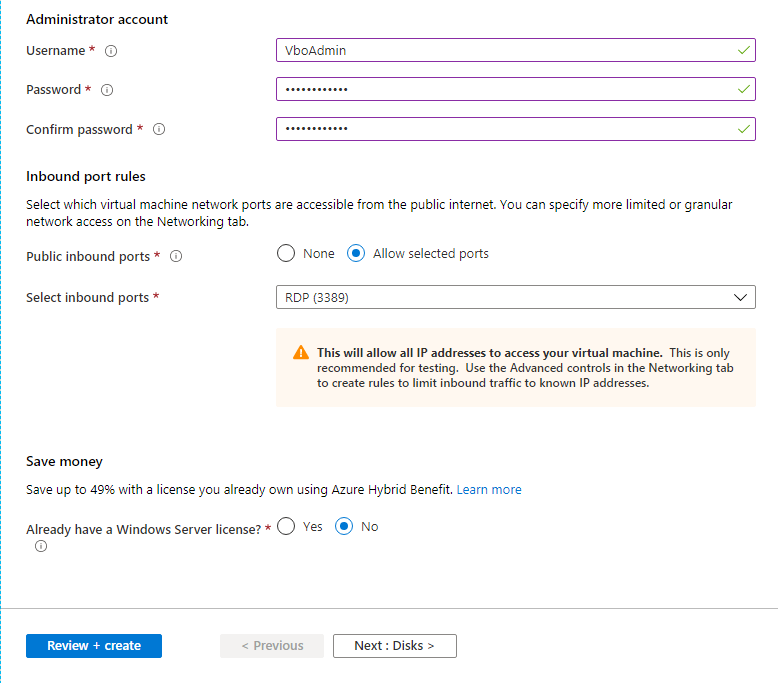 Administrator account
Username *
VboAdmin
Password *
••••••••••••
Confirm password *
••••••••••••
Inbound port rules
Select which virtual machine network ports are accessible from the public internet. You can specify more limited or granular
network access on the Networking tab.
Public inbound ports *
None Allow selected ports
Select inbound ports *
RDP (3389)
This will allow all IP addresses to access your virtual machine. This is only
recommended for testing. Use the Advanced controls in the Networking tab
to create rules to limit inbound traffic to known IP addresses.
Save money
Save up to 49% with a license you already own using Azure Hybrid Benefit. Learn more
Already have a Windows Server license? * Yes No
Review + create < Previous Next : Disks >